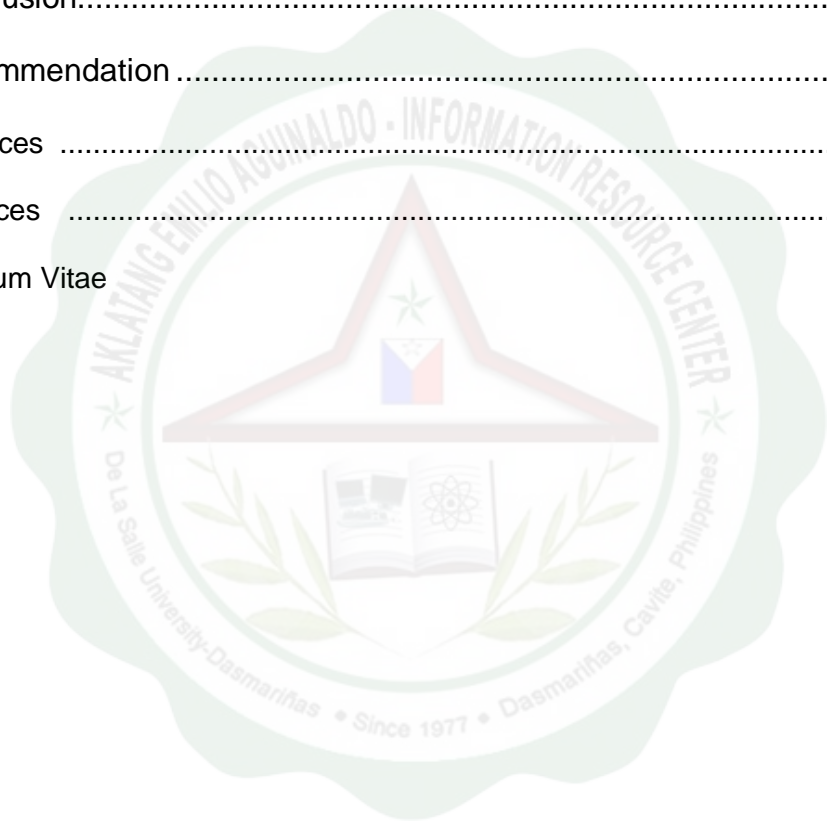 usion............................................................................................
mmendation ................................................................................
ces ...............................................................................................
ces ..............................................................................................
um Vitae
AKLATANG EMILIO AGUINALDO - INFORMATION RESOURCE CENTER
De La Salle University-Dasmariñas • Since 1977 • Dasmariñas, Cavite, Philippines